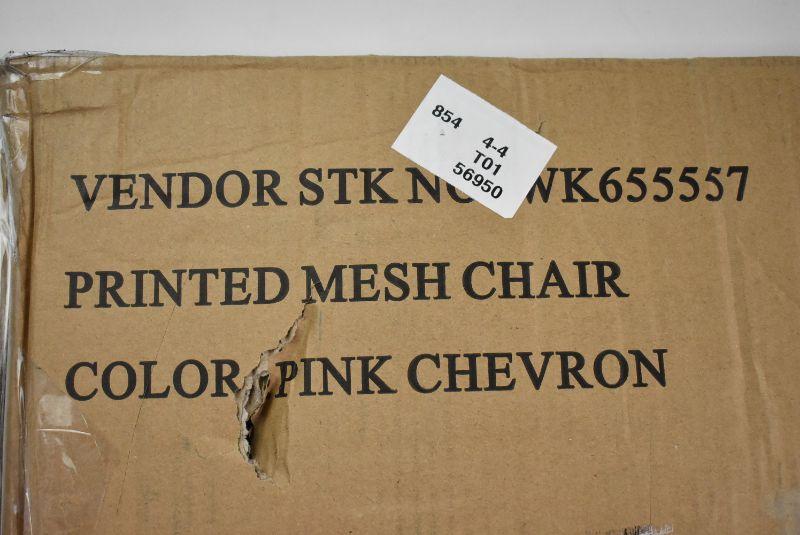 854 4-4
T01
56950
VENDOR STK NO WK655557
PRINTED MESH CHAIR
COLOR PINK CHEVRON